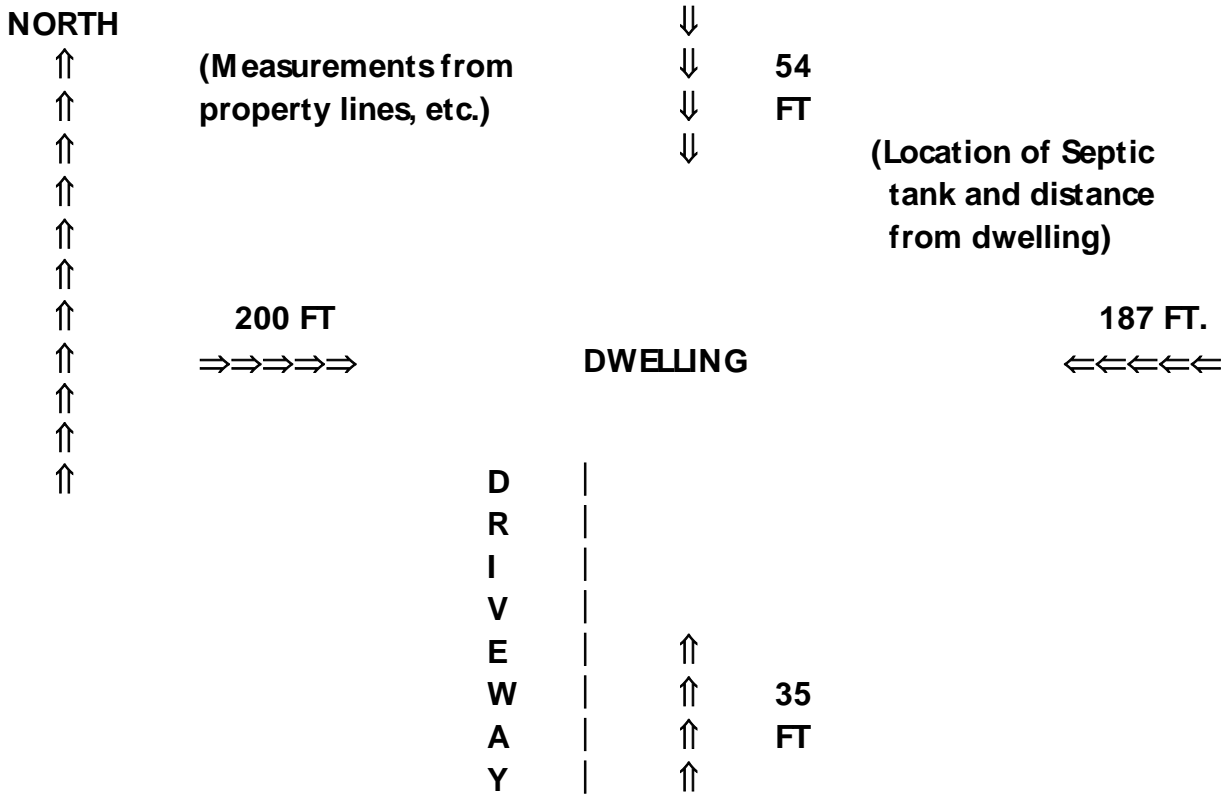 NORTH ⇓
⇑ (Measurements from ⇓ 54
⇑ property lines, etc.) ⇓ FT
⇑ ⇓ (Location of Septic
⇑ tank and distance
⇑ from dwelling)
⇑
⇑ 200 FT 187 FT.
⇑ ⇒⇒⇒⇒⇒ DWELLING ⇐⇐⇐⇐⇐
⇑
⇑
⇑ D |
R |
I |
V |
E | ⇑
W | ⇑ 35
A | ⇑ FT
Y | ⇑